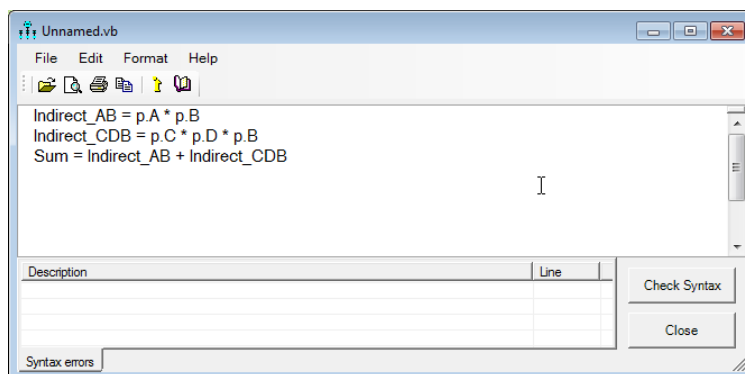 Unnamed.vb
File Edit Format Help
Indirect_AB = p.A * p.B
Indirect_CDB = p.C * p.D * p.B
Sum = Indirect_AB + Indirect_CDB
Description Line
Check Syntax
Close
Syntax errors